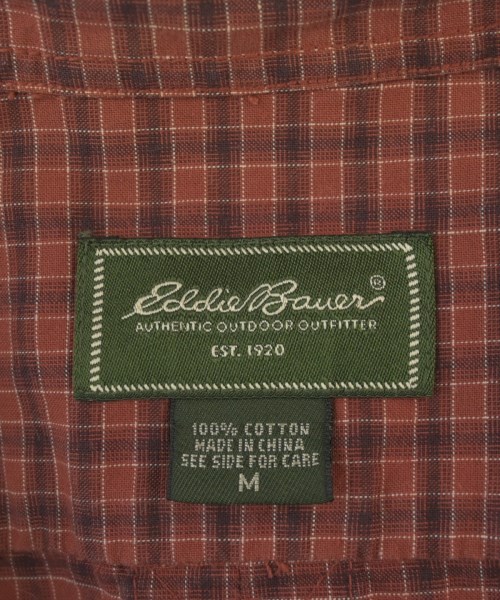 Eddie Bauer®
AUTHENTIC OUTDOOR OUTFITTER
EST. 1920
100% COTTON
MADE IN CHINA
SEE SIDE FOR CARE
M